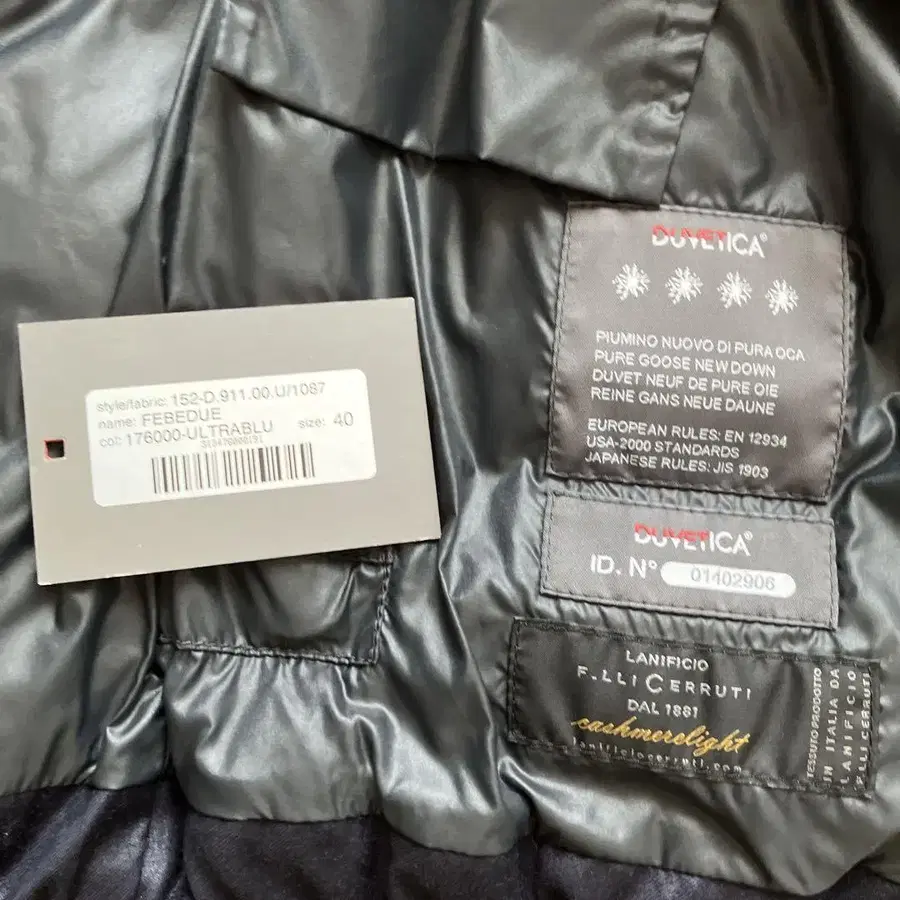 style/fabric: 152-D.911.00.U/1087
name: FEBEDUE
col: 176000-ULTRABLU size: 40
DUVETICA®
PIUMINO NUOVO DI PURA OCA
PURE GOOSE NEW DOWN
DUVET NEUF DE PURE OIE
REINE GANS NEUE DAUNE
EUROPEAN RULES: EN 12934
USA-2000 STANDARDS
JAPANESE RULES: JIS 1903
DUVETICA®
ID. N° 01402906
LANIFICIO
F.LLI CERRUTI
DAL 1881
cashmerelight
lanificiocerruti.com
TESSUTO PRODOTTO
IN ITALIA DA
LANIFICIO
F.LLI CERRUTI